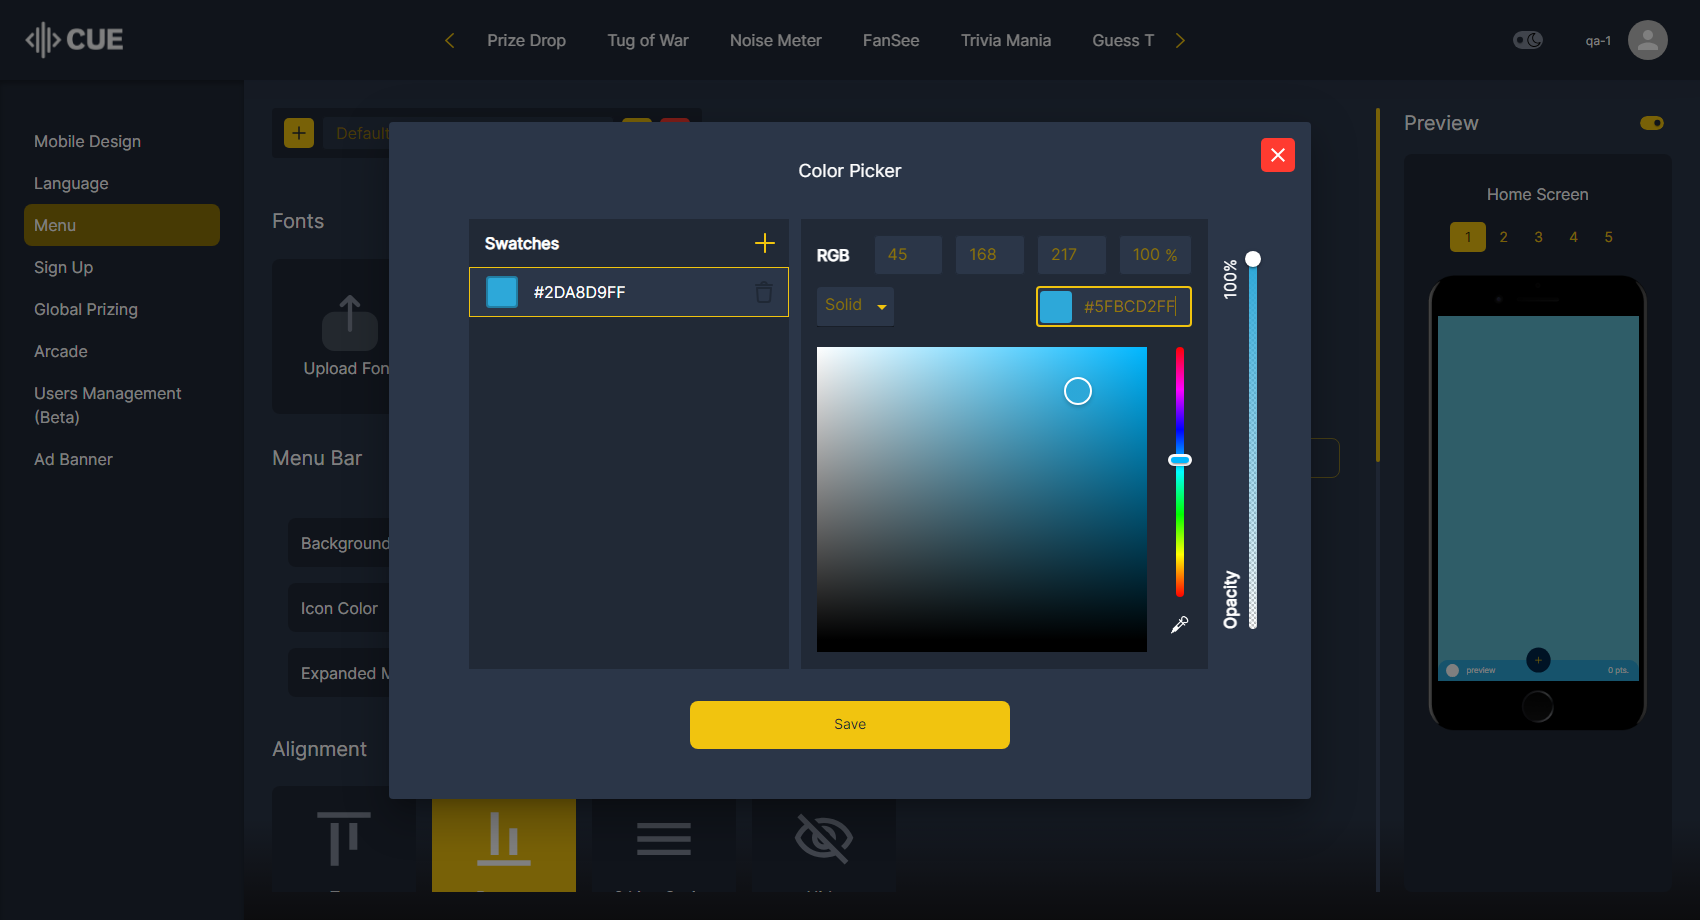 CUE
Prize Drop
Tug of War
Noise Meter
FanSee
Trivia Mania
Guess T
qa-1
Mobile Design
Language
Menu
Sign Up
Global Prizing
Arcade
Users Management
(Beta)
Ad Banner
Default
Fonts
Upload Fon
Menu Bar
Background
Icon Color
Expanded M
Alignment
Color Picker
Swatches
#2DA8D9FF
RGB
45
168
217
100 %
Solid
#5FBCD2FF
100%
Opacity
Save
Preview
Home Screen
1 2 3 4 5
preview
0 pts.